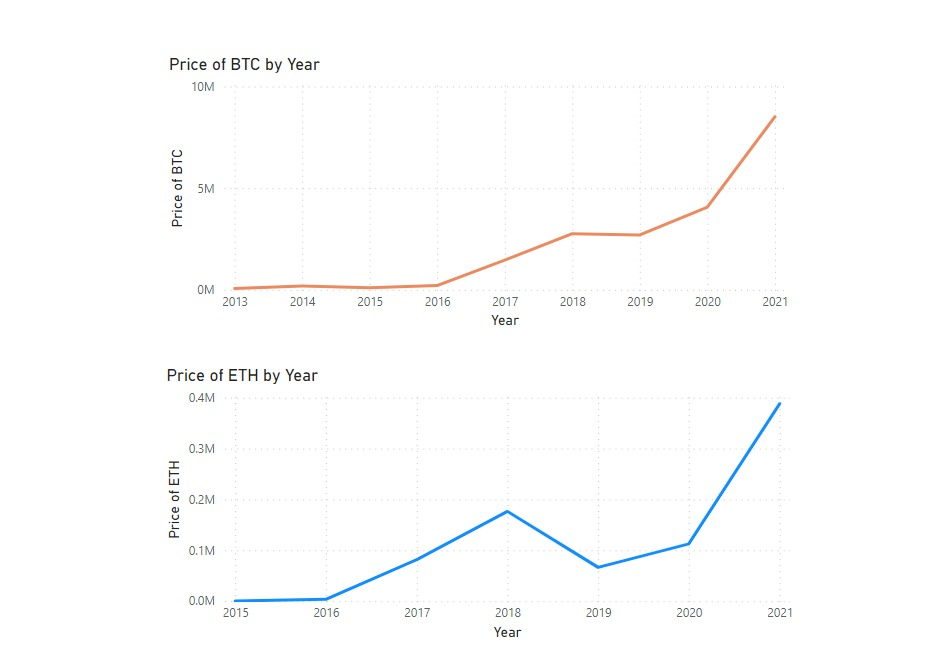 Price of BTC by Year
10M
5M
0M
Price of BTC
2013 2014 2015 2016 2017 2018 2019 2020 2021
Year
Price of ETH by Year
0.4M
0.3M
0.2M
0.1M
0.0M
Price of ETH
2015 2016 2017 2018 2019 2020 2021
Year